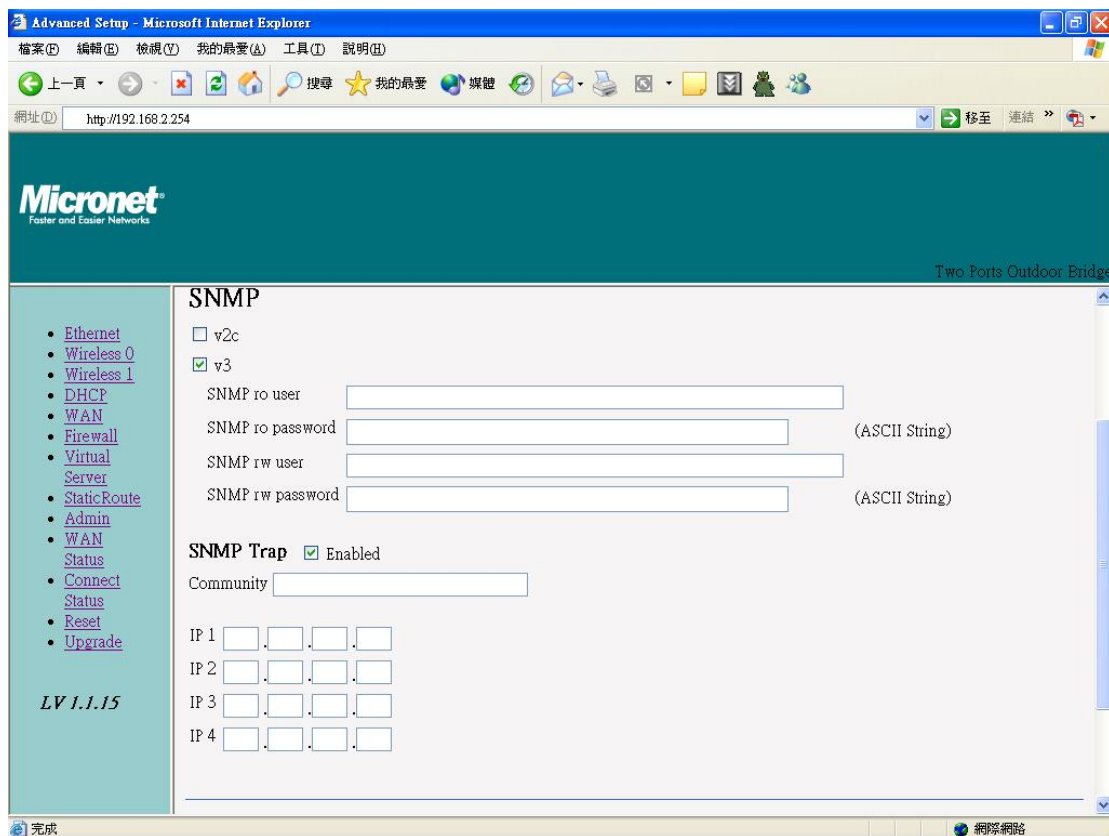 Advanced Setup - Microsoft Internet Explorer
檔案(F) 編輯(E) 檢視(V) 我的最愛(A) 工具(T) 說明(H)
上一頁 搜尋 我的最愛 媒體
網址(D) http://192.168.2.254 移至 連結 »
Micronet
Faster and Easier Networks
Two Ports Outdoor Bridge
Ethernet
Wireless 0
Wireless 1
DHCP
WAN
Firewall
Virtual
Server
StaticRoute
Admin
WAN
Status
Connect
Status
Reset
Upgrade
LV 1.1.15
SNMP
v2c
v3
SNMP ro user
SNMP ro password (ASCII String)
SNMP rw user
SNMP rw password (ASCII String)
SNMP Trap Enabled
Community
IP 1 . . .
IP 2 . . .
IP 3 . . .
IP 4 . . .
完成 網際網路